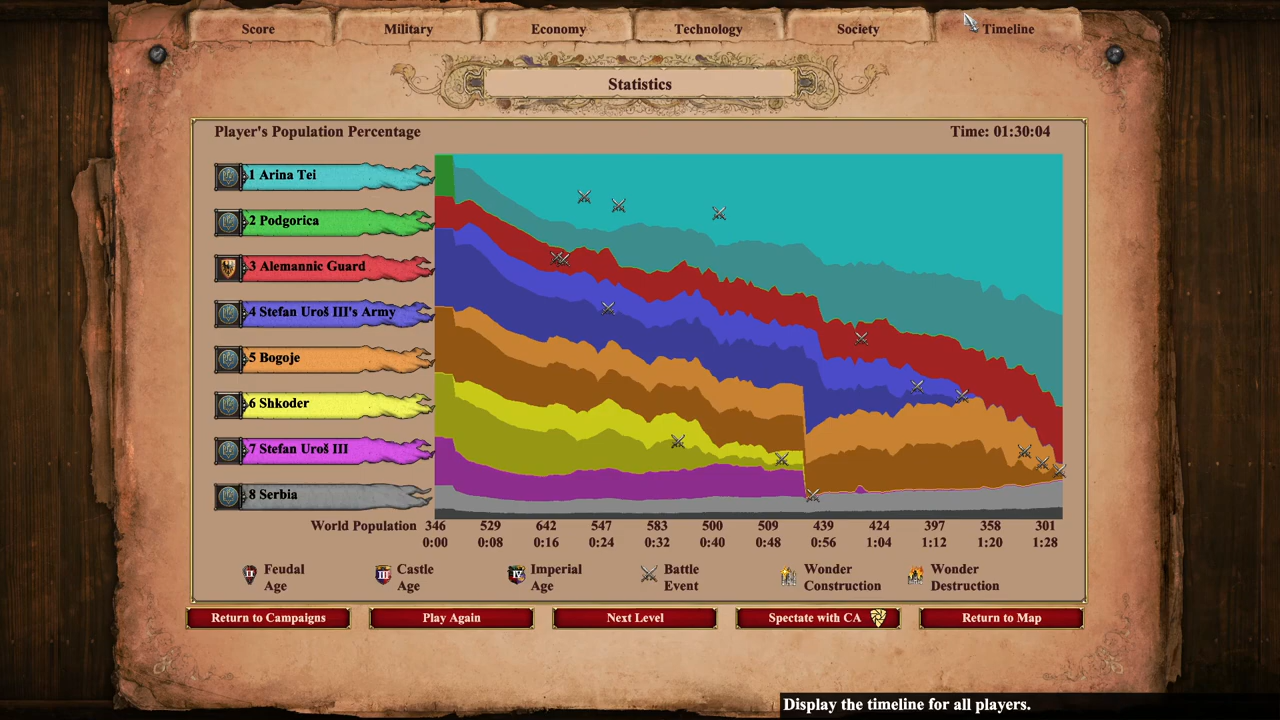 Score Military Economy Technology Society Timeline
Statistics
Player's Population Percentage Time: 01:30:04
1 Arina Tei
2 Podgorica
3 Alemannic Guard
4 Stefan Uroš III's Army
5 Bogoje
6 Shkoder
7 Stefan Uroš III
8 Serbia
World Population 346 529 642 547 583 500 509 439 424 397 358 301
0:00 0:08 0:16 0:24 0:32 0:40 0:48 0:56 1:04 1:12 1:20 1:28
II Feudal Age
III Castle Age
IV Imperial Age
Battle Event
Wonder Construction
Wonder Destruction
Return to Campaigns Play Again Next Level Spectate with CA Return to Map
Display the timeline for all players.